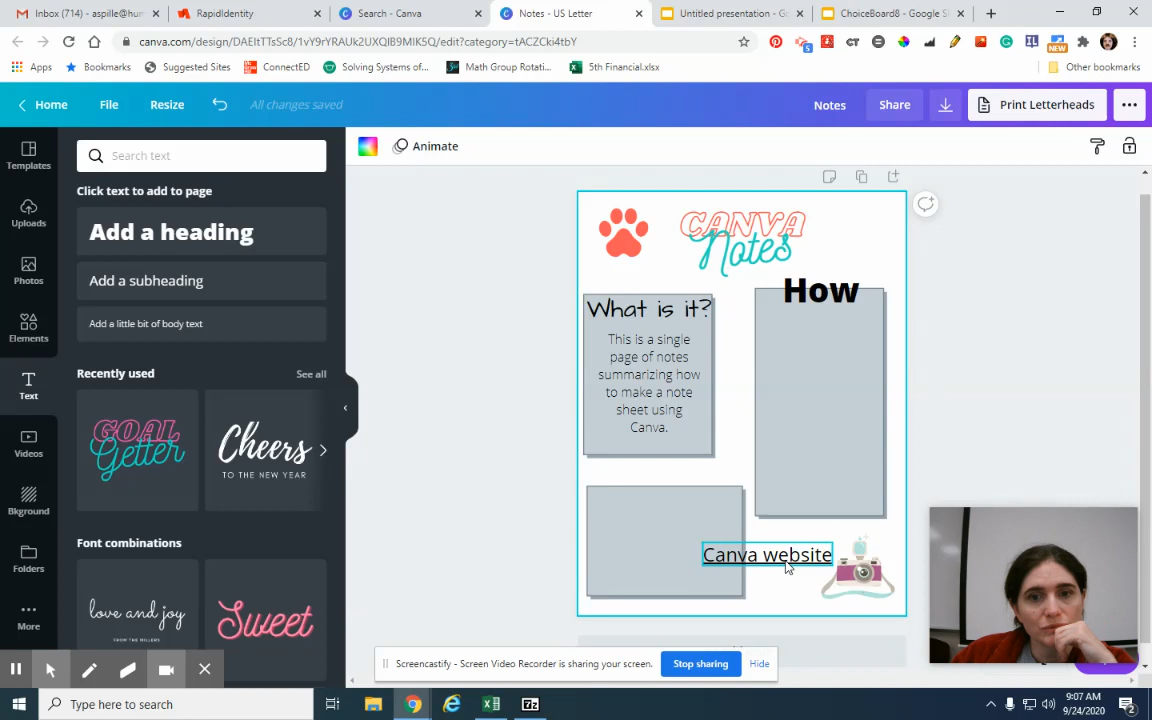 Inbox (714) - aspille@hum
RapidIdentity
Search - Canva
Notes - US Letter
Untitled presentation - G
ChoiceBoard8 - Google S
canva.com/design/DAEItTTsSc8/1vY9rYRAUk2UXQlB9MIK5Q/edit?category=tACZCki4tbY
Apps
Bookmarks
Suggested Sites
ConnectED
Solving Systems of...
Math Group Rotati...
5th Financial.xlsx
Other bookmarks
Home
File
Resize
All changes saved
Notes
Share
Print Letterheads
Templates
Uploads
Photos
Elements
Text
Videos
Bkground
Folders
More
Search text
Click text to add to page
Add a heading
Add a subheading
Add a little bit of body text
Recently used
See all
GOAL
Getter
Cheers
TO THE NEW YEAR
Font combinations
love and joy
FROM THE MILLERS
Sweet
Animate
CANVA
Notes
What is it?
This is a single
page of notes
summarizing how
to make a note
sheet using
Canva.
How
Canva website
Screencastify - Screen Video Recorder is sharing your screen.
Stop sharing
Hide
Type here to search
9:07 AM
9/24/2020